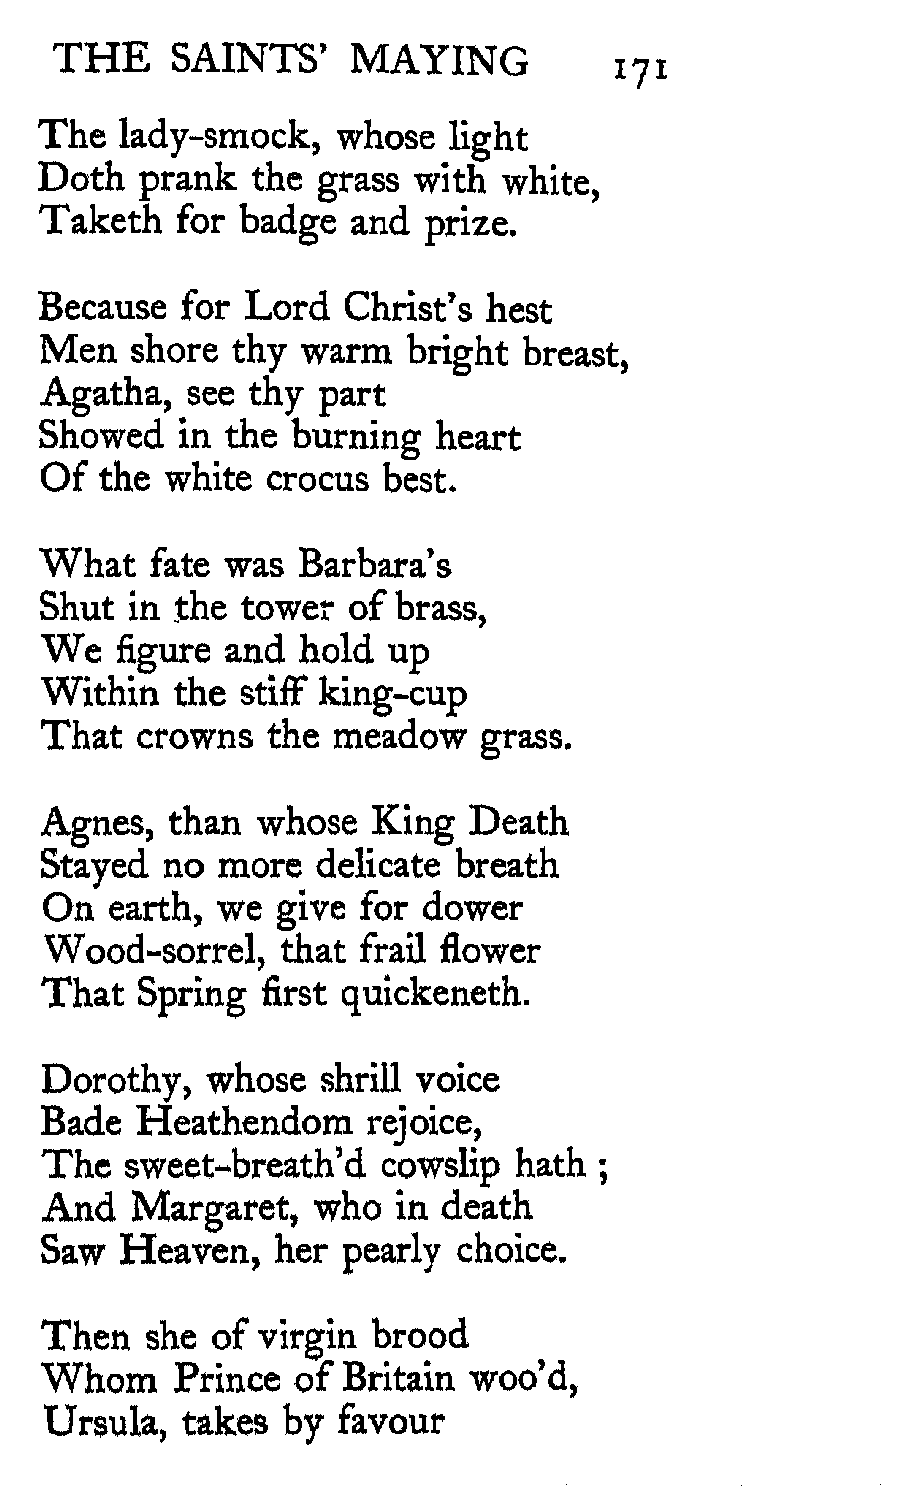 THE SAINTS' MAYING 171
The lady-smock, whose light
Doth prank the grass with white,
Taketh for badge and prize.

Because for Lord Christ's hest
Men shore thy warm bright breast,
Agatha, see thy part
Showed in the burning heart
Of the white crocus best.

What fate was Barbara's
Shut in the tower of brass,
We figure and hold up
Within the stiff king-cup
That crowns the meadow grass.

Agnes, than whose King Death
Stayed no more delicate breath
On earth, we give for dower
Wood-sorrel, that frail flower
That Spring first quickeneth.

Dorothy, whose shrill voice
Bade Heathendom rejoice,
The sweet-breath'd cowslip hath ;
And Margaret, who in death
Saw Heaven, her pearly choice.

Then she of virgin brood
Whom Prince of Britain woo'd,
Ursula, takes by favour